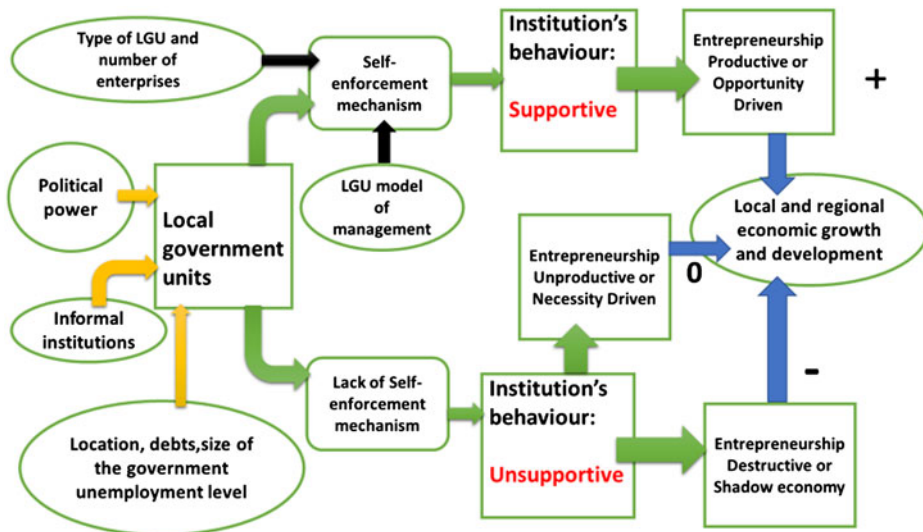 Type of LGU and
number of
enterprises
Self-
enforcement
mechanism
Institution's
behaviour:
Supportive
Entrepreneurship
Productive or
Opportunity
Driven
+
Political
power
Local
government
units
LGU model
of
management
Entrepreneurship
Unproductive or
Necessity Driven
0
Local and regional
economic growth
and development
Informal
institutions
Lack of Self-
enforcement
mechanism
Institution's
behaviour:
Unsupportive
-
Location, debts,size of
the government
unemployment level
Entrepreneurship
Destructive or
Shadow economy